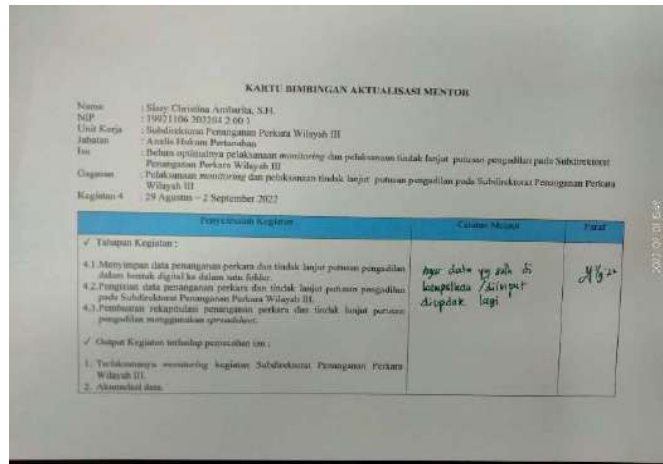 KARTU BIMBINGAN AKTUALISASI MENTOR
Nama : Sissy Christina Ambarita, S.H.
NIP : 19921106 202204 2 001
Unit Kerja : Subdirektorat Penanganan Perkara Wilayah III
Jabatan : Analis Hukum Pertanahan
Isu : Belum optimalnya pelaksanaan monitoring dan pelaksanaan tindak lanjut putusan pengadilan pada Subdirektorat
Penanganan Perkara Wilayah III
Gagasan : Pelaksanaan monitoring dan pelaksanaan tindak lanjut putusan pengadilan pada Subdirektorat Penanganan Perkara
Wilayah III
Kegiatan 4 : 29 Agustus – 2 September 2022
Penyelesaian Kegiatan Catatan Mentor Paraf
✓ Tahapan Kegiatan :
4.1.Menyimpan data penanganan perkara dan tindak lanjut putusan pengadilan
dalam bentuk digital ke dalam satu folder.
4.2.Pengisian data penanganan perkara dan tindak lanjut putusan pengadilan
pada Subdirektorat Penanganan Perkara Wilayah III.
4.3.Pembuatan rekapitulasi penanganan perkara dan tindak lanjut putusan
pengadilan menggunakan spreadsheet.
Agar data yg di
kumpulkan / diinput
diupdate lagi
✓ Output Kegiatan terhadap pemecahan isu :
1. Terlaksananya monitoring kegiatan Subdirektorat Penanganan Perkara
Wilayah III.
2. Akumulasi data.